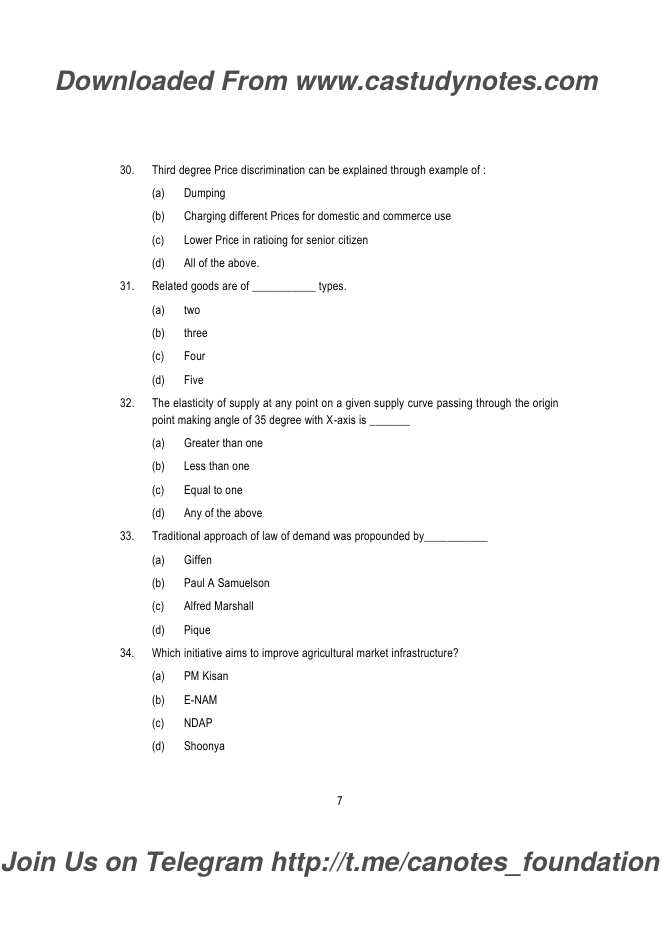 Downloaded From www.castudynotes.com
30. Third degree Price discrimination can be explained through example of :
(a) Dumping
(b) Charging different Prices for domestic and commerce use
(c) Lower Price in ratioing for senior citizen
(d) All of the above.
31. Related goods are of __________ types.
(a) two
(b) three
(c) Four
(d) Five
32. The elasticity of supply at any point on a given supply curve passing through the origin
point making angle of 35 degree with X-axis is _______
(a) Greater than one
(b) Less than one
(c) Equal to one
(d) Any of the above
33. Traditional approach of law of demand was propounded by__________
(a) Giffen
(b) Paul A Samuelson
(c) Alfred Marshall
(d) Pique
34. Which initiative aims to improve agricultural market infrastructure?
(a) PM Kisan
(b) E-NAM
(c) NDAP
(d) Shoonya
7
Join Us on Telegram http://t.me/canotes_foundation